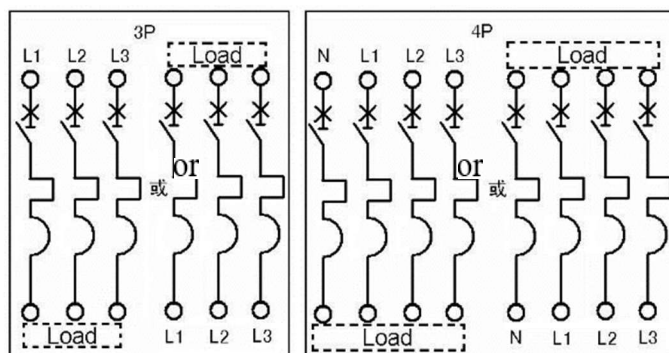 3P
L1 L2 L3 Load
or
或
Load L1 L2 L3
4P
N L1 L2 L3 Load
or
或
Load N L1 L2 L3